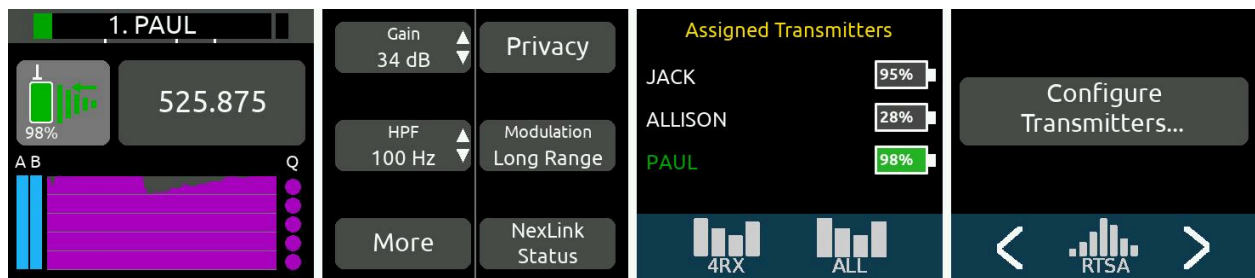 1. PAUL
98%
525.875
A B
Q
Gain
34 dB
Privacy
HPF
100 Hz
Modulation
Long Range
More
NexLink
Status
Assigned Transmitters
JACK 95%
ALLISON 28%
PAUL 98%
4RX
ALL
Configure
Transmitters...
RTSA